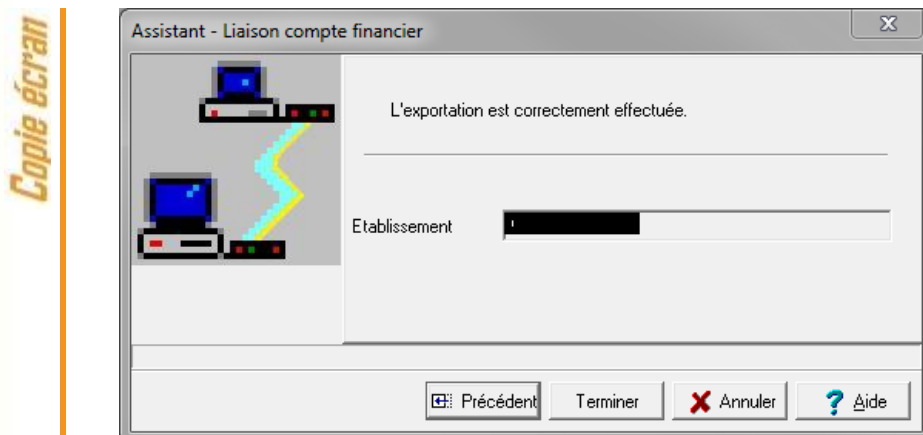 Copie écran
Assistant - Liaison compte financier
L'exportation est correctement effectuée.
Etablissement
Précédent
Terminer
Annuler
Aide